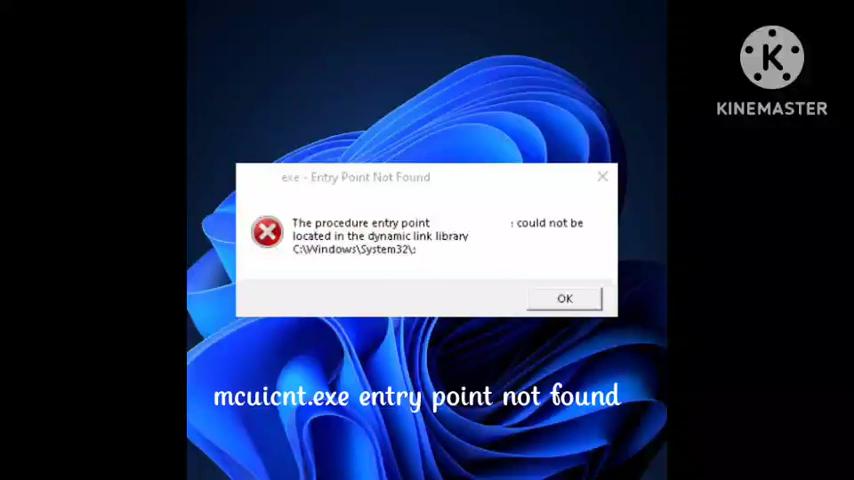 KINEMASTER
exe - Entry Point Not Found
The procedure entry point : could not be
located in the dynamic link library
C:\Windows\System32\:
OK
mcuicnt.exe entry point not found